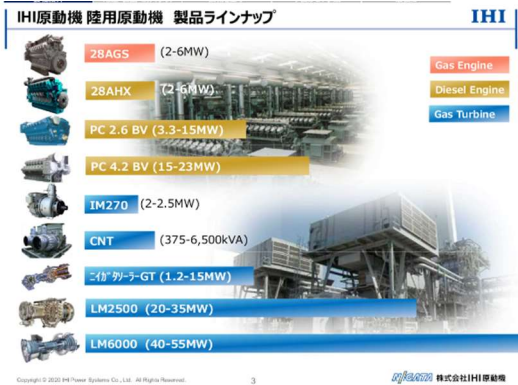 IHI原動機 陸用原動機 製品ラインナップ
IHI
28AGS (2-6MW)
Gas Engine
28AHX (2-6MW)
Diesel Engine
Gas Turbine
PC 2.6 BV (3.3-15MW)
PC 4.2 BV (15-23MW)
IM270 (2-2.5MW)
CNT (375-6,500kVA)
ﾆｲｶﾞﾀｿｰﾗｰGT (1.2-15MW)
LM2500 (20-35MW)
LM6000 (40-55MW)
Copyright © 2020 IHI Power Systems Co., Ltd. All Rights Reserved.
3
NIIGATA 株式会社IHI原動機